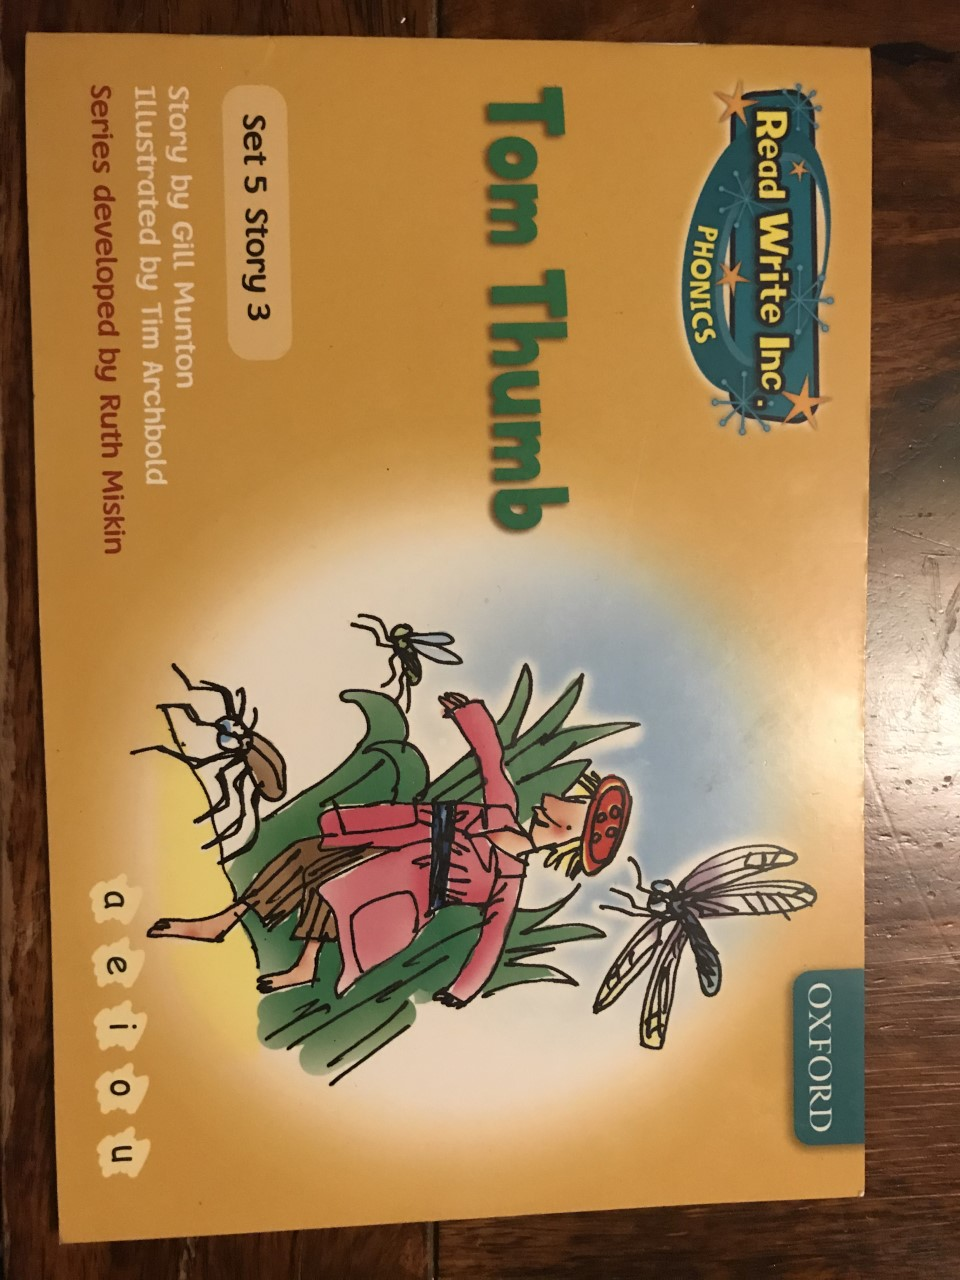 Read Write Inc.
PHONICS
OXFORD
Tom Thumb
Set 5 Story 3
Story by Gill Munton
Illustrated by Tim Archbold
Series developed by Ruth Miskin
a e i o u